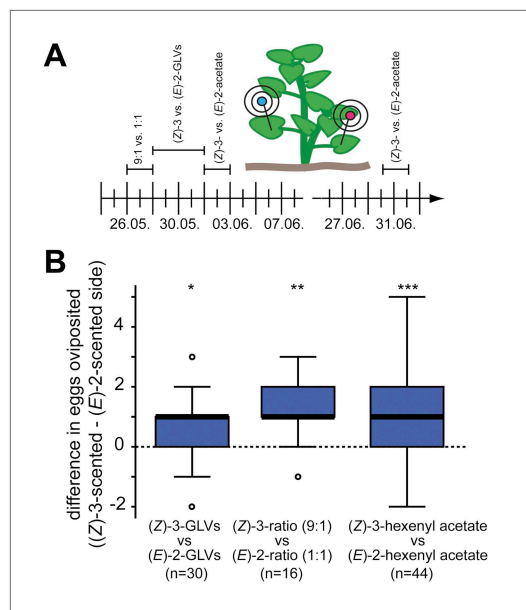 A
9:1 vs. 1:1
(Z)-3 vs. (E)-2-GLVs
(Z)-3- vs. (E)-2-acetate
(Z)-3- vs. (E)-2-acetate
26.05. 30.05. 03.06. 07.06. 27.06. 31.06.
B
difference in eggs oviposited
((Z)-3-scented - (E)-2-scented side)
* ** ***
4
2
0
-2
(Z)-3-GLVs (Z)-3-ratio (9:1) (Z)-3-hexenyl acetate
vs vs vs
(E)-2-GLVs (E)-2-ratio (1:1) (E)-2-hexenyl acetate
(n=30) (n=16) (n=44)